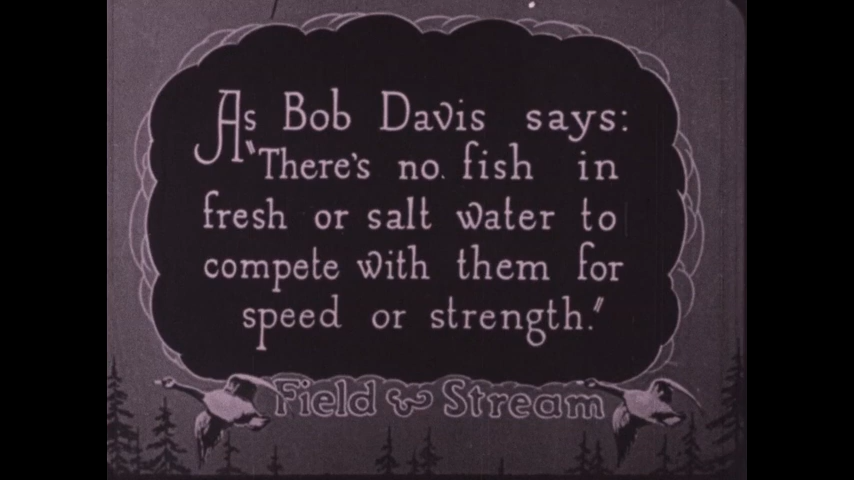 As Bob Davis says:
"There's no. fish in
fresh or salt water to
compete with them for
speed or strength."
Field & Stream